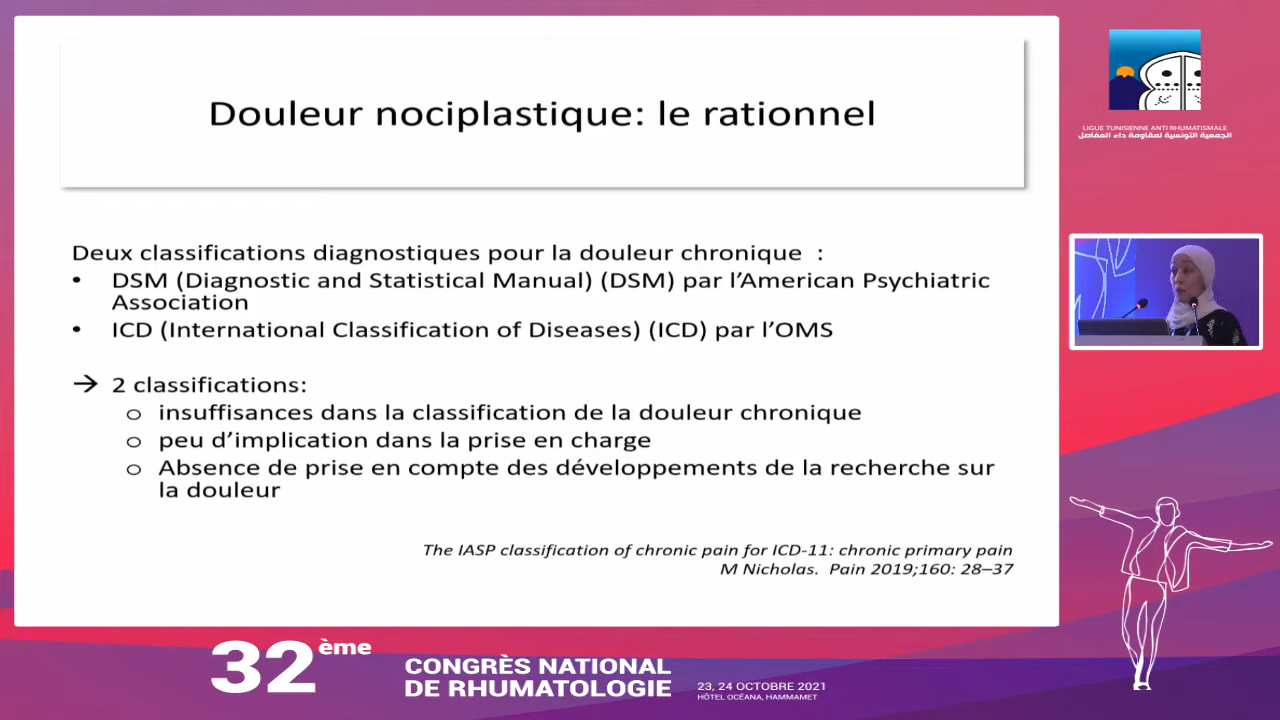 Douleur nociplastique: le rationnel
Deux classifications diagnostiques pour la douleur chronique :
• DSM (Diagnostic and Statistical Manual) (DSM) par l’American Psychiatric
Association
• ICD (International Classification of Diseases) (ICD) par l’OMS
→ 2 classifications:
o insuffisances dans la classification de la douleur chronique
o peu d’implication dans la prise en charge
o Absence de prise en compte des développements de la recherche sur
la douleur
The IASP classification of chronic pain for ICD-11: chronic primary pain
M Nicholas. Pain 2019;160: 28–37
LIGUE TUNISIENNE ANTI RHUMATISMALE
الجمعية التونسية لمقاومة داء المفاصل
32ème
CONGRÈS NATIONAL
DE RHUMATOLOGIE
23, 24 OCTOBRE 2021
HÔTEL OCÉANA, HAMMAMET